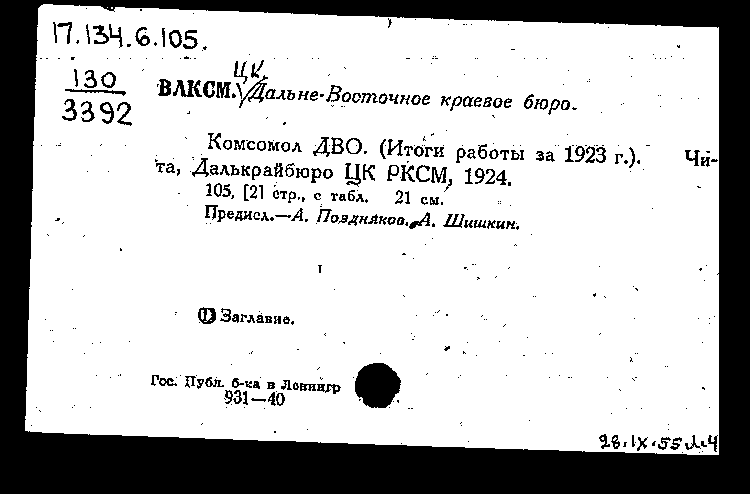 17.134.6.105.
130
3392
ЦК.
ВЛКСМ. Дальне-Восточное краевое бюро.
Комсомол ДВО. (Итоги работы за 1923 г.). Чи-
та, Далькрайбюро ЦК РКСМ, 1924.
105, [2] стр., с табл. 21 см.
Предисл.—А. Поздняков, А. Шишкин.
I
① Заглавие.
Гос. Публ. б-ка в Ленингр
931—40
28.IX.55